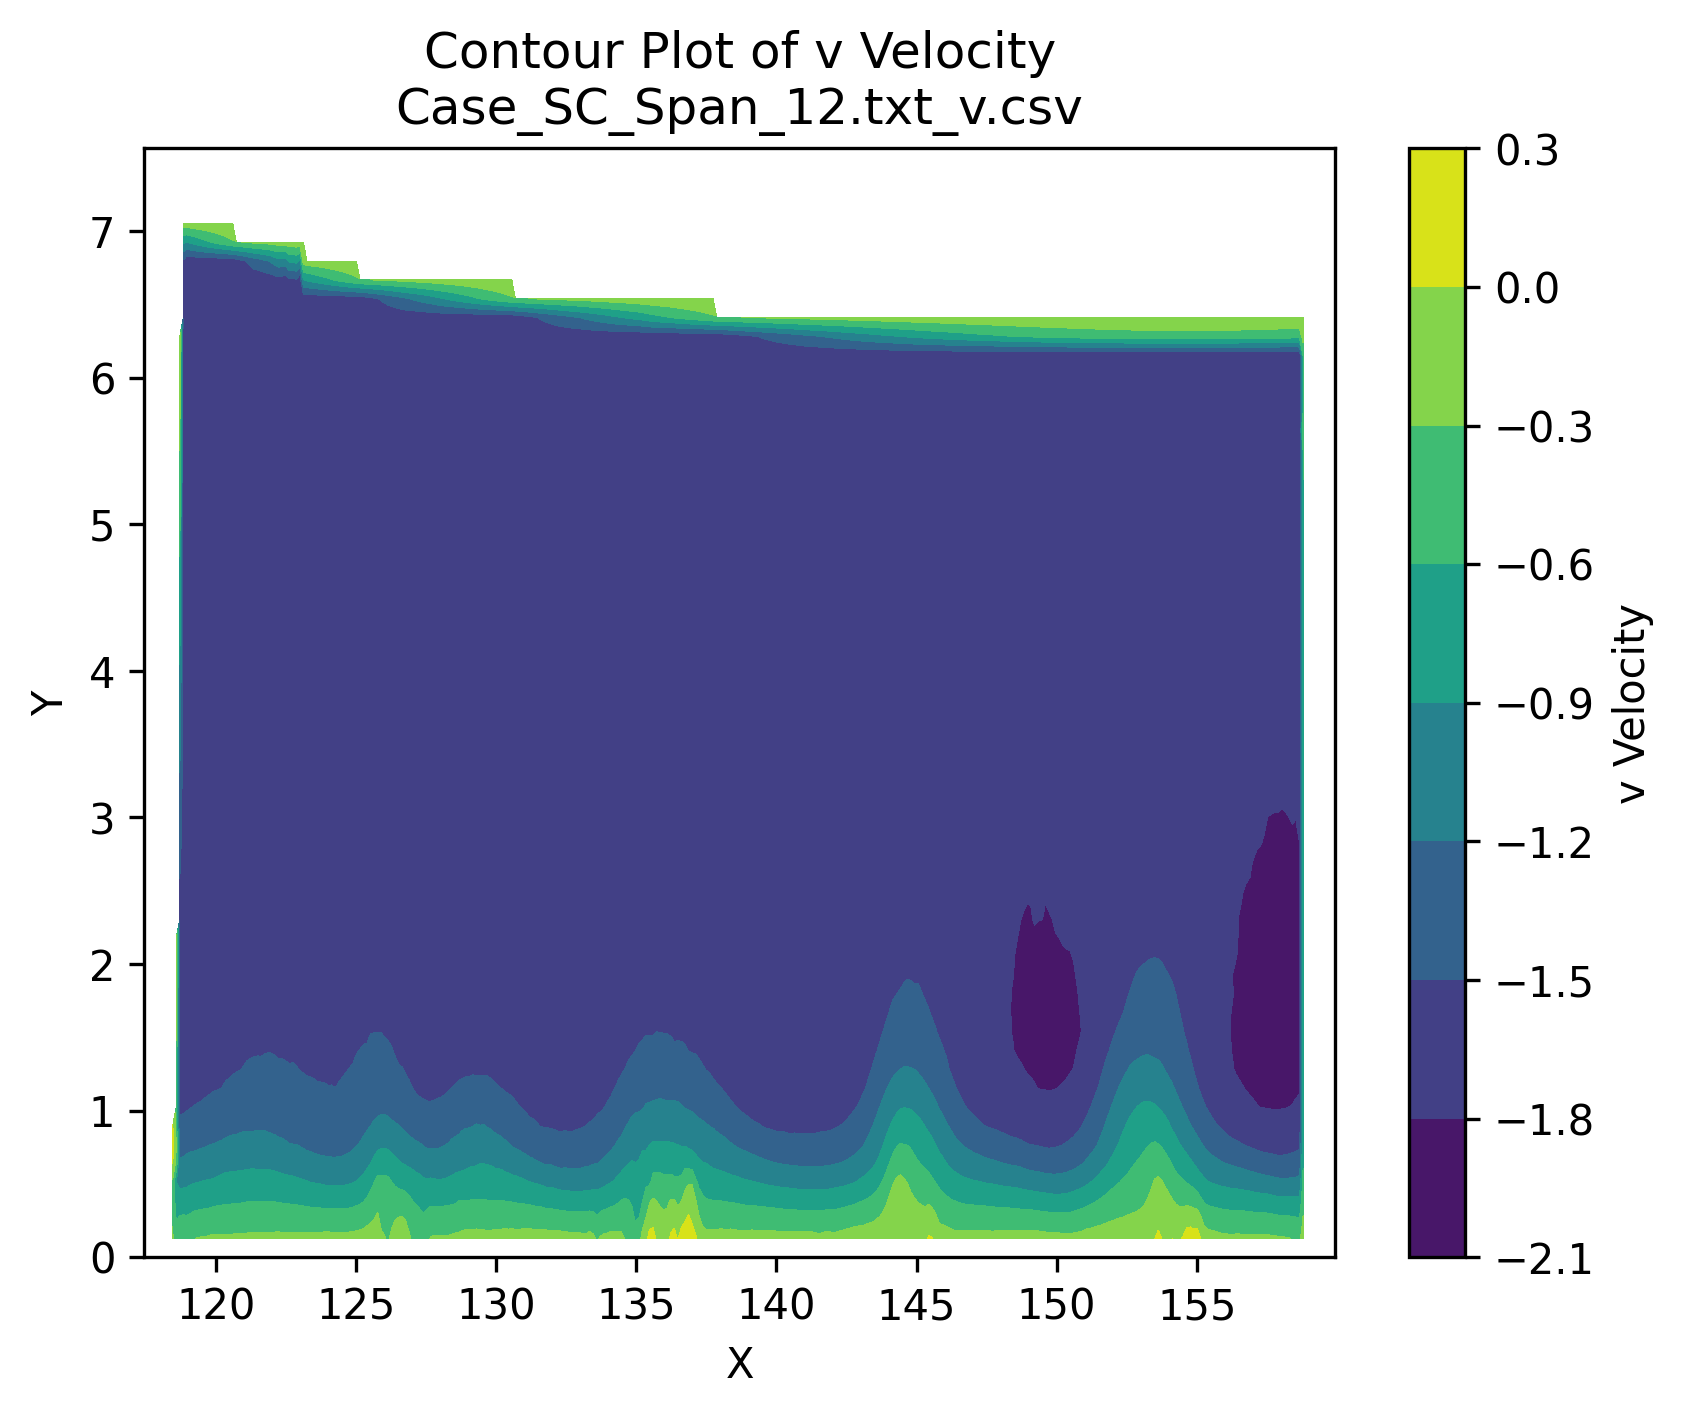 Contour Plot of v Velocity
Case_SC_Span_12.txt_v.csv
7
6
5
4
3
2
1
0
Y
120 125 130 135 140 145 150 155
X
0.3
0.0
−0.3
−0.6
−0.9
−1.2
−1.5
−1.8
−2.1
v Velocity